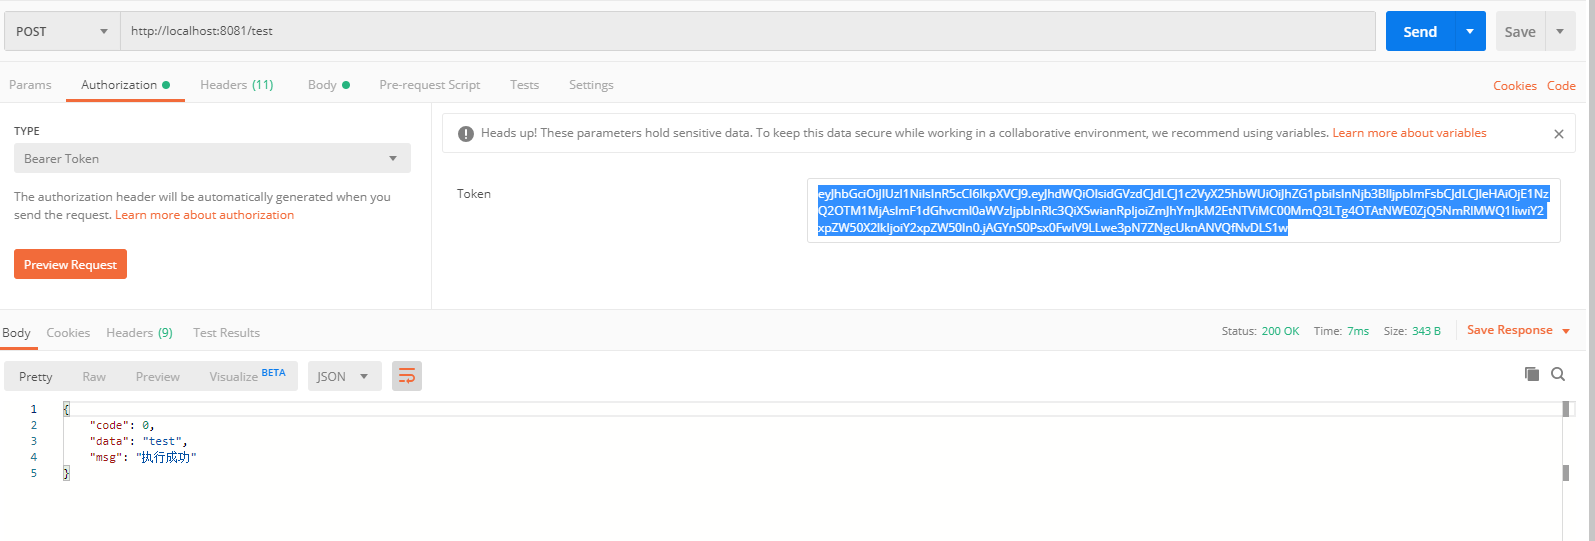 POST
http://localhost:8081/test
Send
Save
Params
Authorization
Headers (11)
Body
Pre-request Script
Tests
Settings
Cookies
Code
TYPE
Bearer Token
The authorization header will be automatically generated when you
send the request. Learn more about authorization
Preview Request
Heads up! These parameters hold sensitive data. To keep this data secure while working in a collaborative environment, we recommend using variables. Learn more about variables
Token
Body
Cookies
Headers (9)
Test Results
Status: 200 OK
Time: 7ms
Size: 343 B
Save Response
Pretty
Raw
Preview
Visualize BETA
JSON
1 {
2 "code": 0,
3 "data": "test",
4 "msg": "执行成功"
5 }